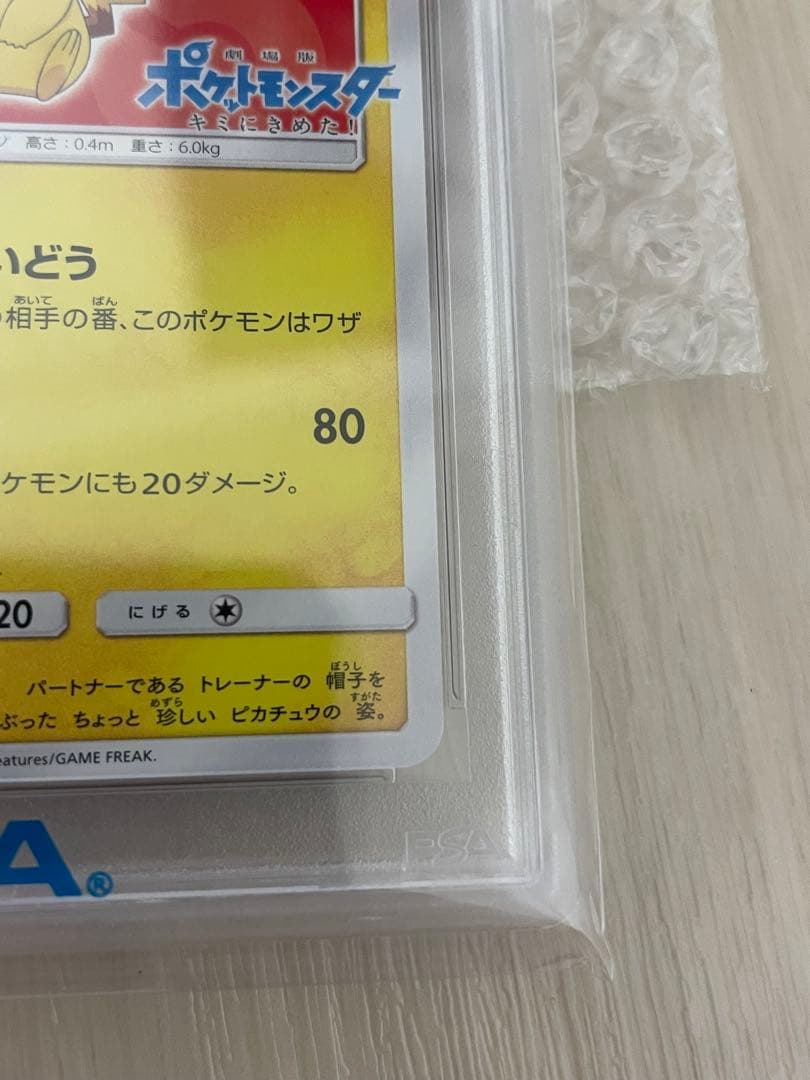 劇場版
ポケットモンスター
キミにきめた!
高さ:0.4m 重さ:6.0kg
いどう
相手の番、このポケモンはワザ
あいて ばん
80
ケモンにも20ダメージ。
20
にげる
パートナーである トレーナーの 帽子を
ぼうし
ぶった ちょっと 珍しい ピカチュウの 姿。
めずら すがた
eatures/GAME FREAK.
A®
PSA